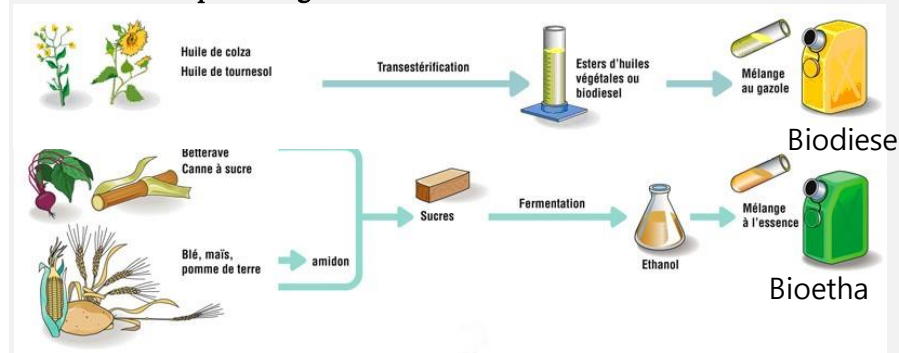 Huile de colza
Huile de tournesol
Transestérification
Esters d'huiles
végétales ou
biodiesel
Mélange
au gazole
Biodiese
Betterave
Canne à sucre
Sucres
Fermentation
Ethanol
Mélange
à l'essence
Blé, maïs,
pomme de terre
amidon
Bioetha